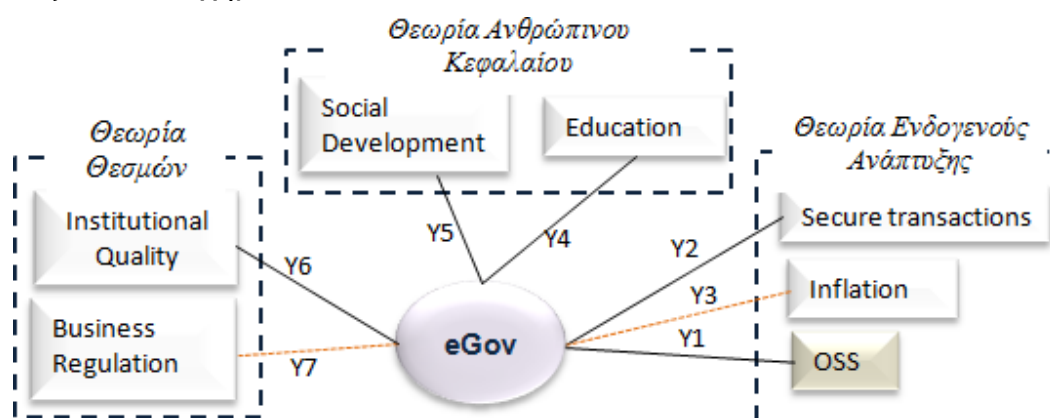 Θεωρία Ανθρώπινου
Κεφαλαίου
Social
Development
Education
Θεωρία
Θεσμών
Institutional
Quality
Business
Regulation
Θεωρία Ενδογενούς
Ανάπτυξης
Secure transactions
Inflation
OSS
Y5
Y4
Y6
Y2
Y3
Y1
Y7
eGov